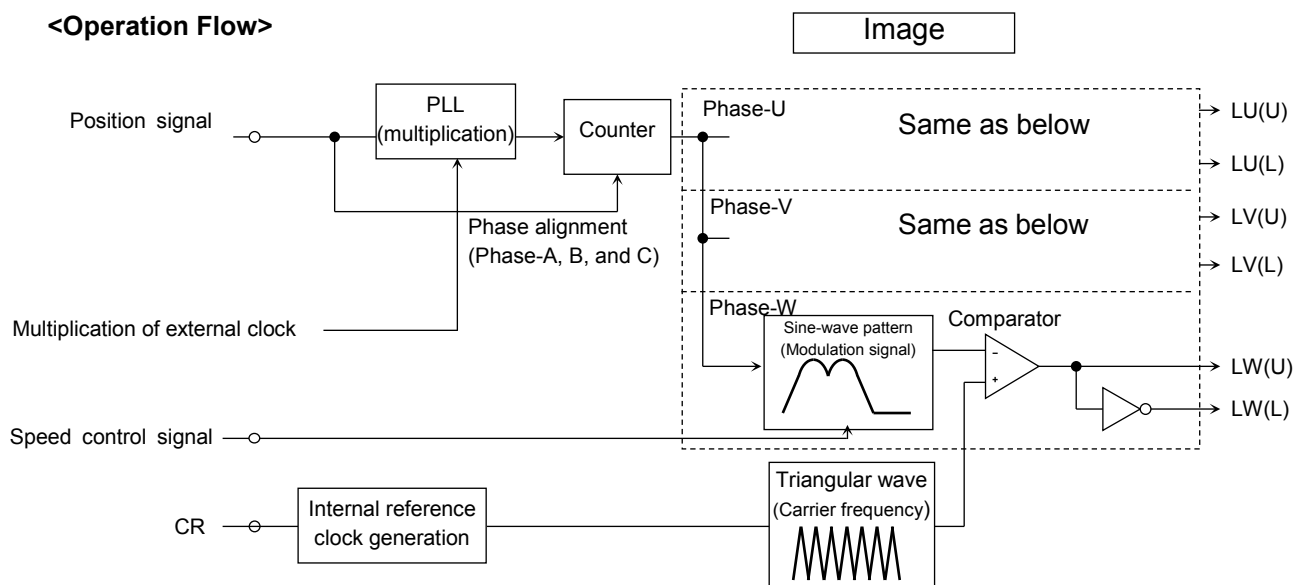 <Operation Flow>
Image
Position signal
PLL
(multiplication)
Counter
Phase-U
Same as below
LU(U)
LU(L)
Phase alignment
(Phase-A, B, and C)
Phase-V
Same as below
LV(U)
LV(L)
Multiplication of external clock
Phase-W
Sine-wave pattern
(Modulation signal)
Comparator
−
+
LW(U)
LW(L)
Speed control signal
CR
Internal reference
clock generation
Triangular wave
(Carrier frequency)